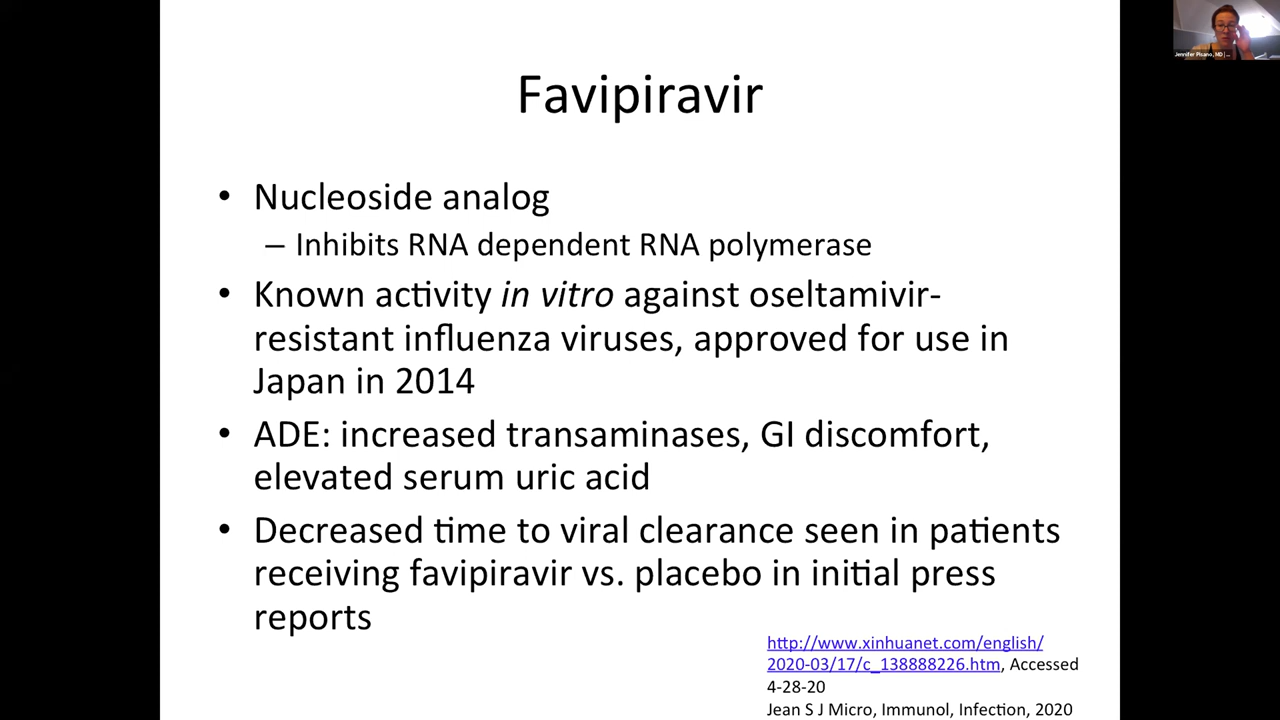 Jennifer Pisano, MD | ...
Favipiravir
• Nucleoside analog
– Inhibits RNA dependent RNA polymerase
• Known activity in vitro against oseltamivir-
resistant influenza viruses, approved for use in
Japan in 2014
• ADE: increased transaminases, GI discomfort,
elevated serum uric acid
• Decreased time to viral clearance seen in patients
receiving favipiravir vs. placebo in initial press
reports
http://www.xinhuanet.com/english/
2020-03/17/c_138888226.htm, Accessed
4-28-20
Jean S J Micro, Immunol, Infection, 2020